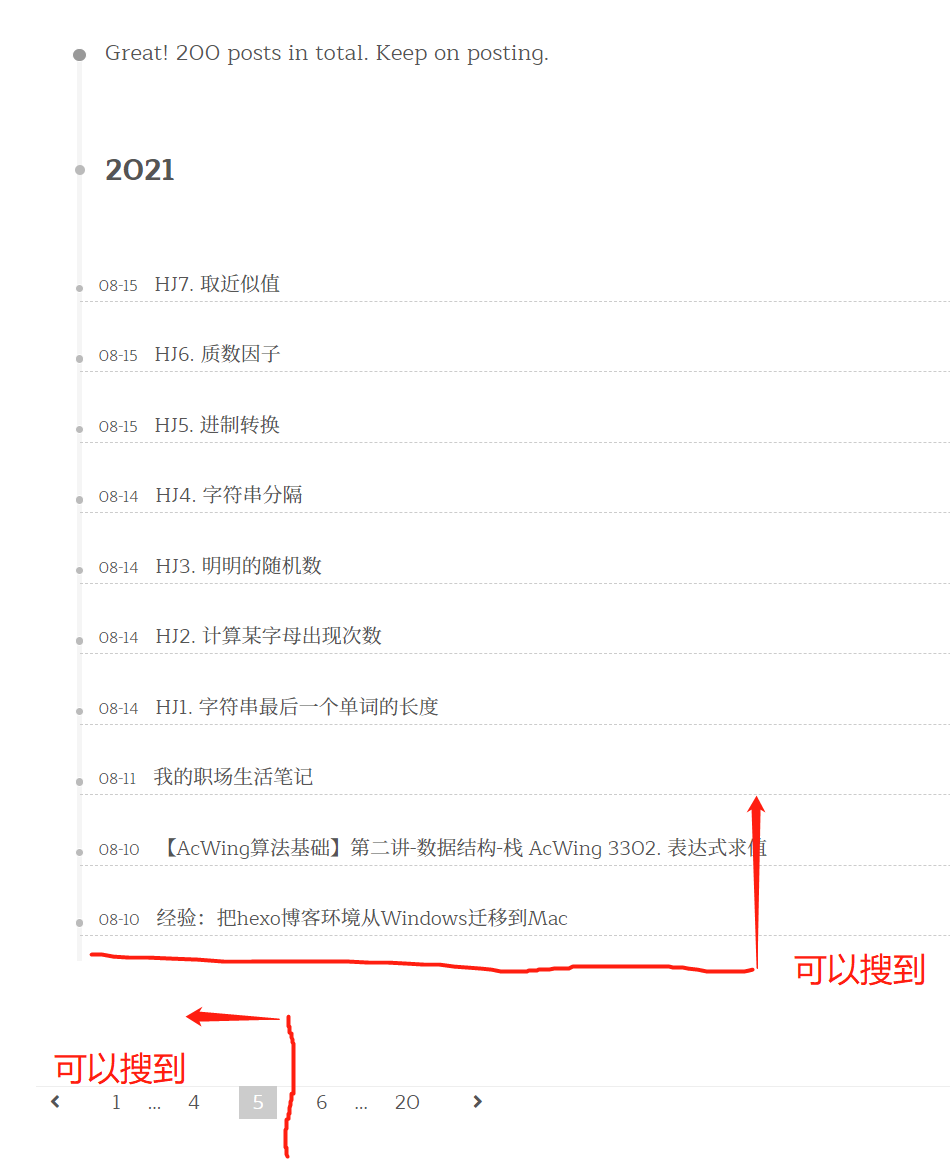 Great! 200 posts in total. Keep on posting.
2021
08-15 HJ7. 取近似值
08-15 HJ6. 质数因子
08-15 HJ5. 进制转换
08-14 HJ4. 字符串分隔
08-14 HJ3. 明明的随机数
08-14 HJ2. 计算某字母出现次数
08-14 HJ1. 字符串最后一个单词的长度
08-11 我的职场生活笔记
08-10 【AcWing算法基础】第二讲-数据结构-栈 AcWing 3302. 表达式求值
08-10 经验：把hexo博客环境从Windows迁移到Mac
可以搜到
可以搜到
1 ... 4 5 6 ... 20